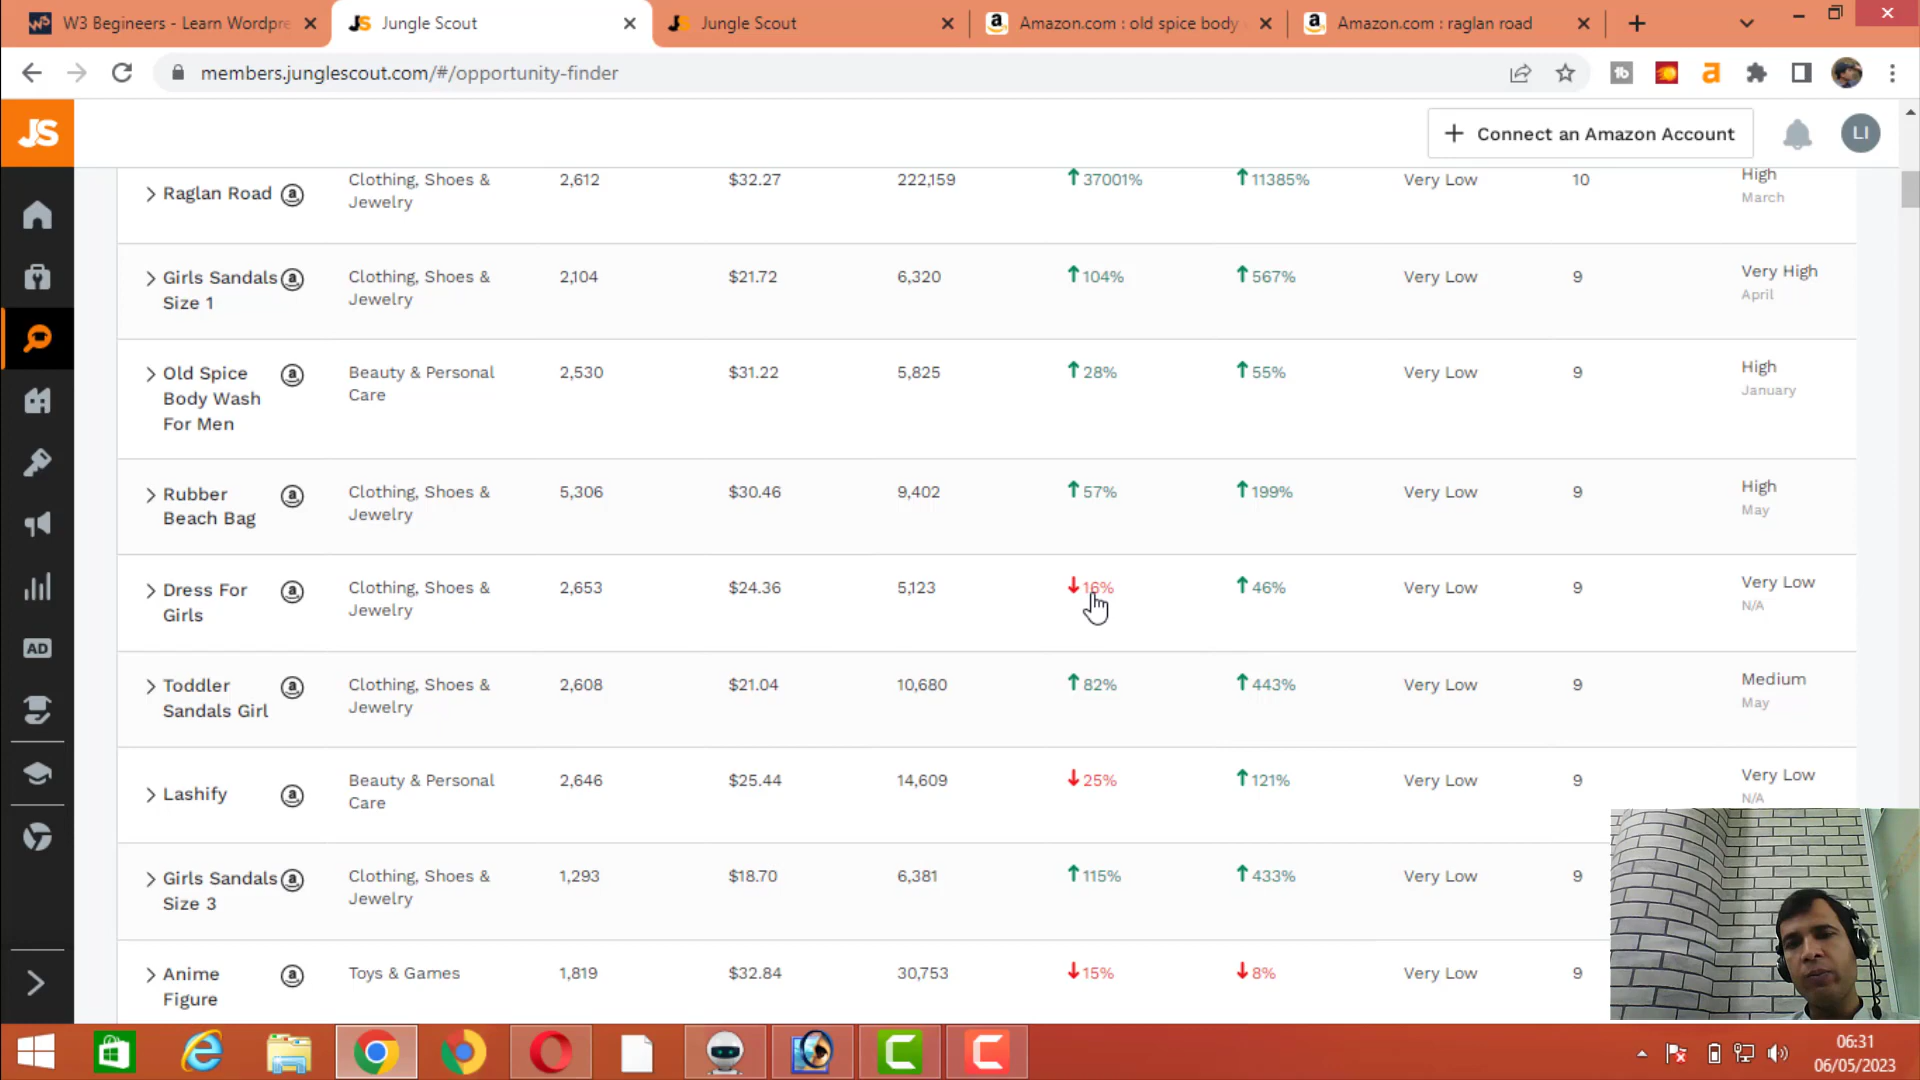 W3 Begineers - Learn Wordpre
Jungle Scout
Jungle Scout
Amazon.com : old spice body
Amazon.com : raglan road
members.junglescout.com/#/opportunity-finder
JS
Connect an Amazon Account
LI
Raglan Road
Clothing, Shoes &
Jewelry
2,612
$32.27
222,159
37001%
11385%
Very Low
10
High
March
Girls Sandals
Size 1
Clothing, Shoes &
Jewelry
2,104
$21.72
6,320
104%
567%
Very Low
9
Very High
April
Old Spice
Body Wash
For Men
Beauty & Personal
Care
2,530
$31.22
5,825
28%
55%
Very Low
9
High
January
Rubber
Beach Bag
Clothing, Shoes &
Jewelry
5,306
$30.46
9,402
57%
199%
Very Low
9
High
May
Dress For
Girls
Clothing, Shoes &
Jewelry
2,653
$24.36
5,123
16%
46%
Very Low
9
Very Low
N/A
Toddler
Sandals Girl
Clothing, Shoes &
Jewelry
2,608
$21.04
10,680
82%
443%
Very Low
9
Medium
May
Lashify
Beauty & Personal
Care
2,646
$25.44
14,609
25%
121%
Very Low
9
Very Low
N/A
Girls Sandals
Size 3
Clothing, Shoes &
Jewelry
1,293
$18.70
6,381
115%
433%
Very Low
9
Anime
Figure
Toys & Games
1,819
$32.84
30,753
15%
8%
Very Low
9
AD
06:31
06/05/2023